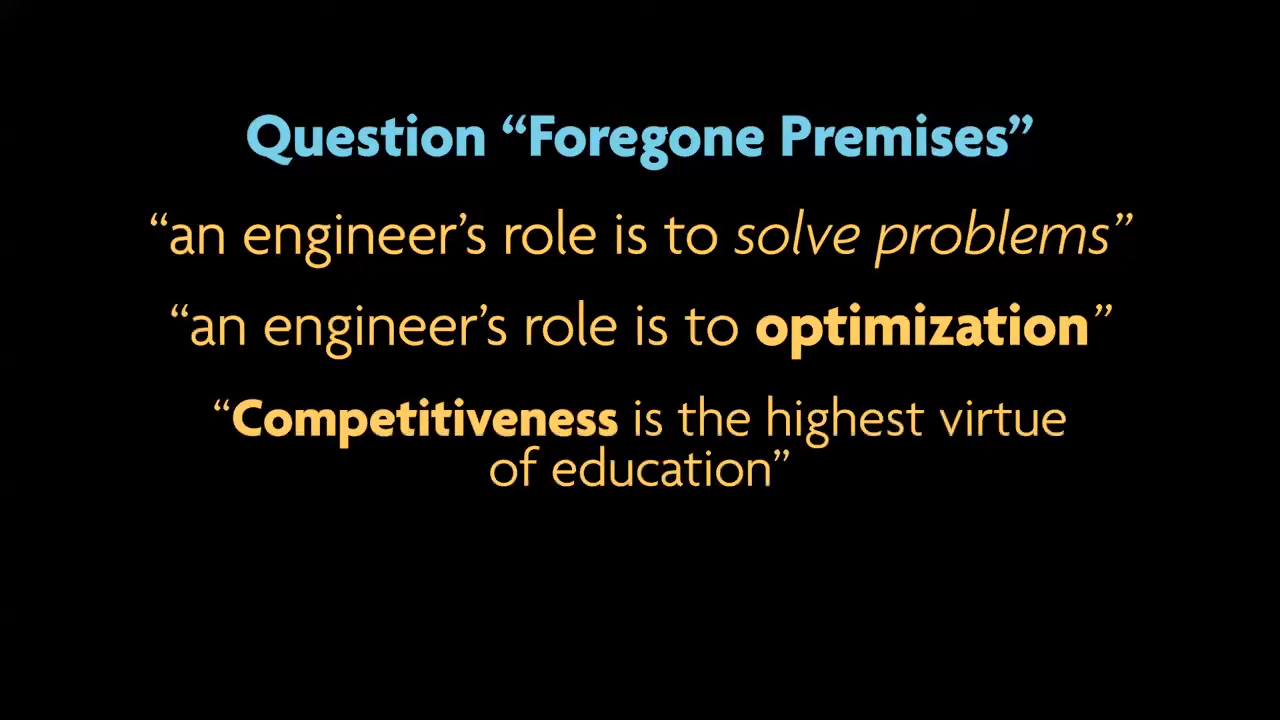 Question “Foregone Premises”
“an engineer’s role is to solve problems”
“an engineer’s role is to optimization”
“Competitiveness is the highest virtue
of education”